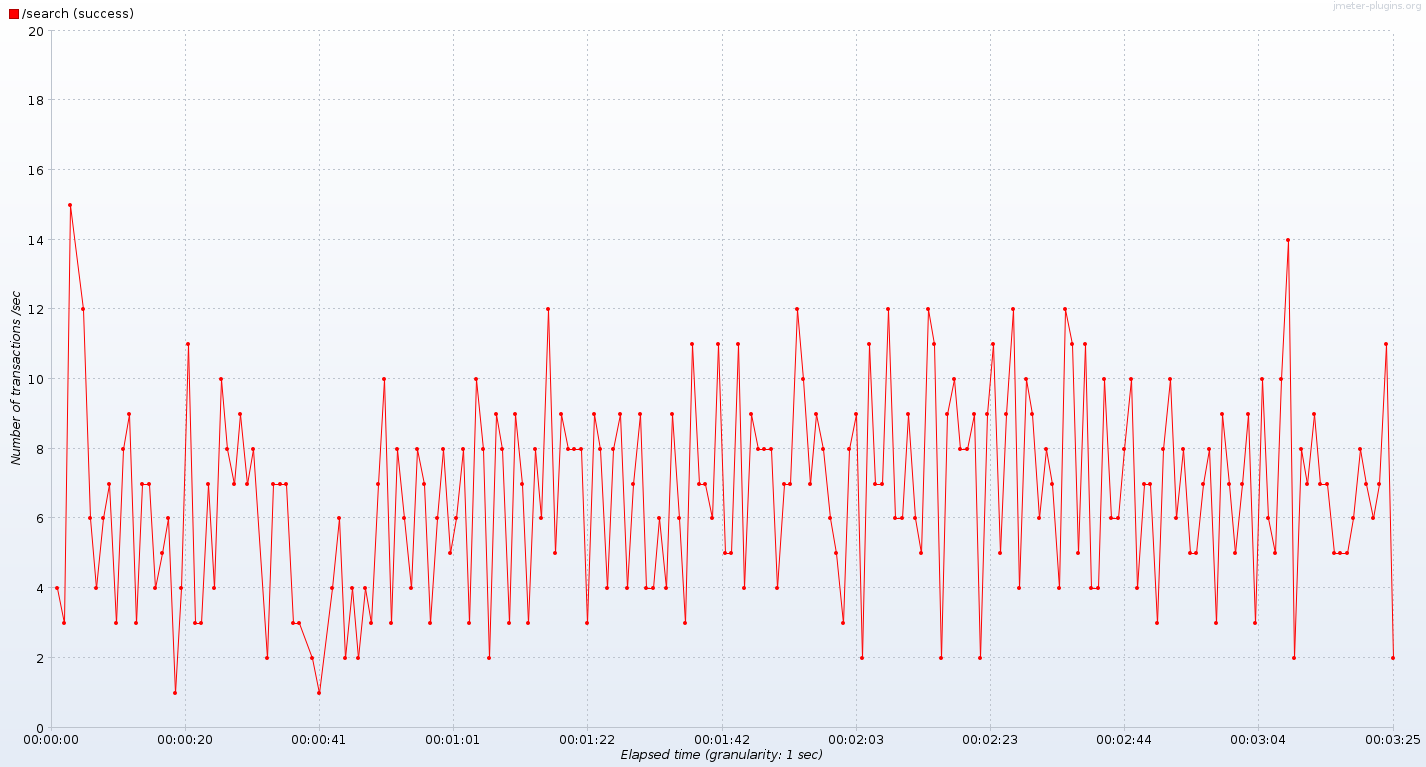 /search (success)
jmeter-plugins.org
20
18
16
14
12
10
8
6
4
2
0
Number of transactions /sec
00:00:00 00:00:20 00:00:41 00:01:01 00:01:22 00:01:42 00:02:03 00:02:23 00:02:44 00:03:04 00:03:25
Elapsed time (granularity: 1 sec)